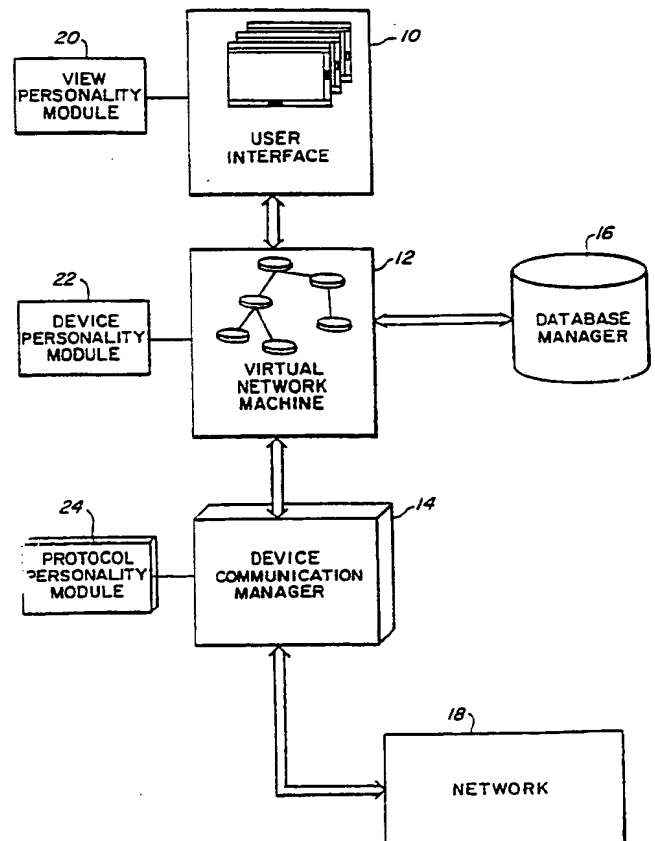 20
VIEW
PERSONALITY
MODULE
10
USER
INTERFACE
22
DEVICE
PERSONALITY
MODULE
12
VIRTUAL
NETWORK
MACHINE
16
DATABASE
MANAGER
24
PROTOCOL
PERSONALITY
MODULE
14
DEVICE
COMMUNICATION
MANAGER
18
NETWORK